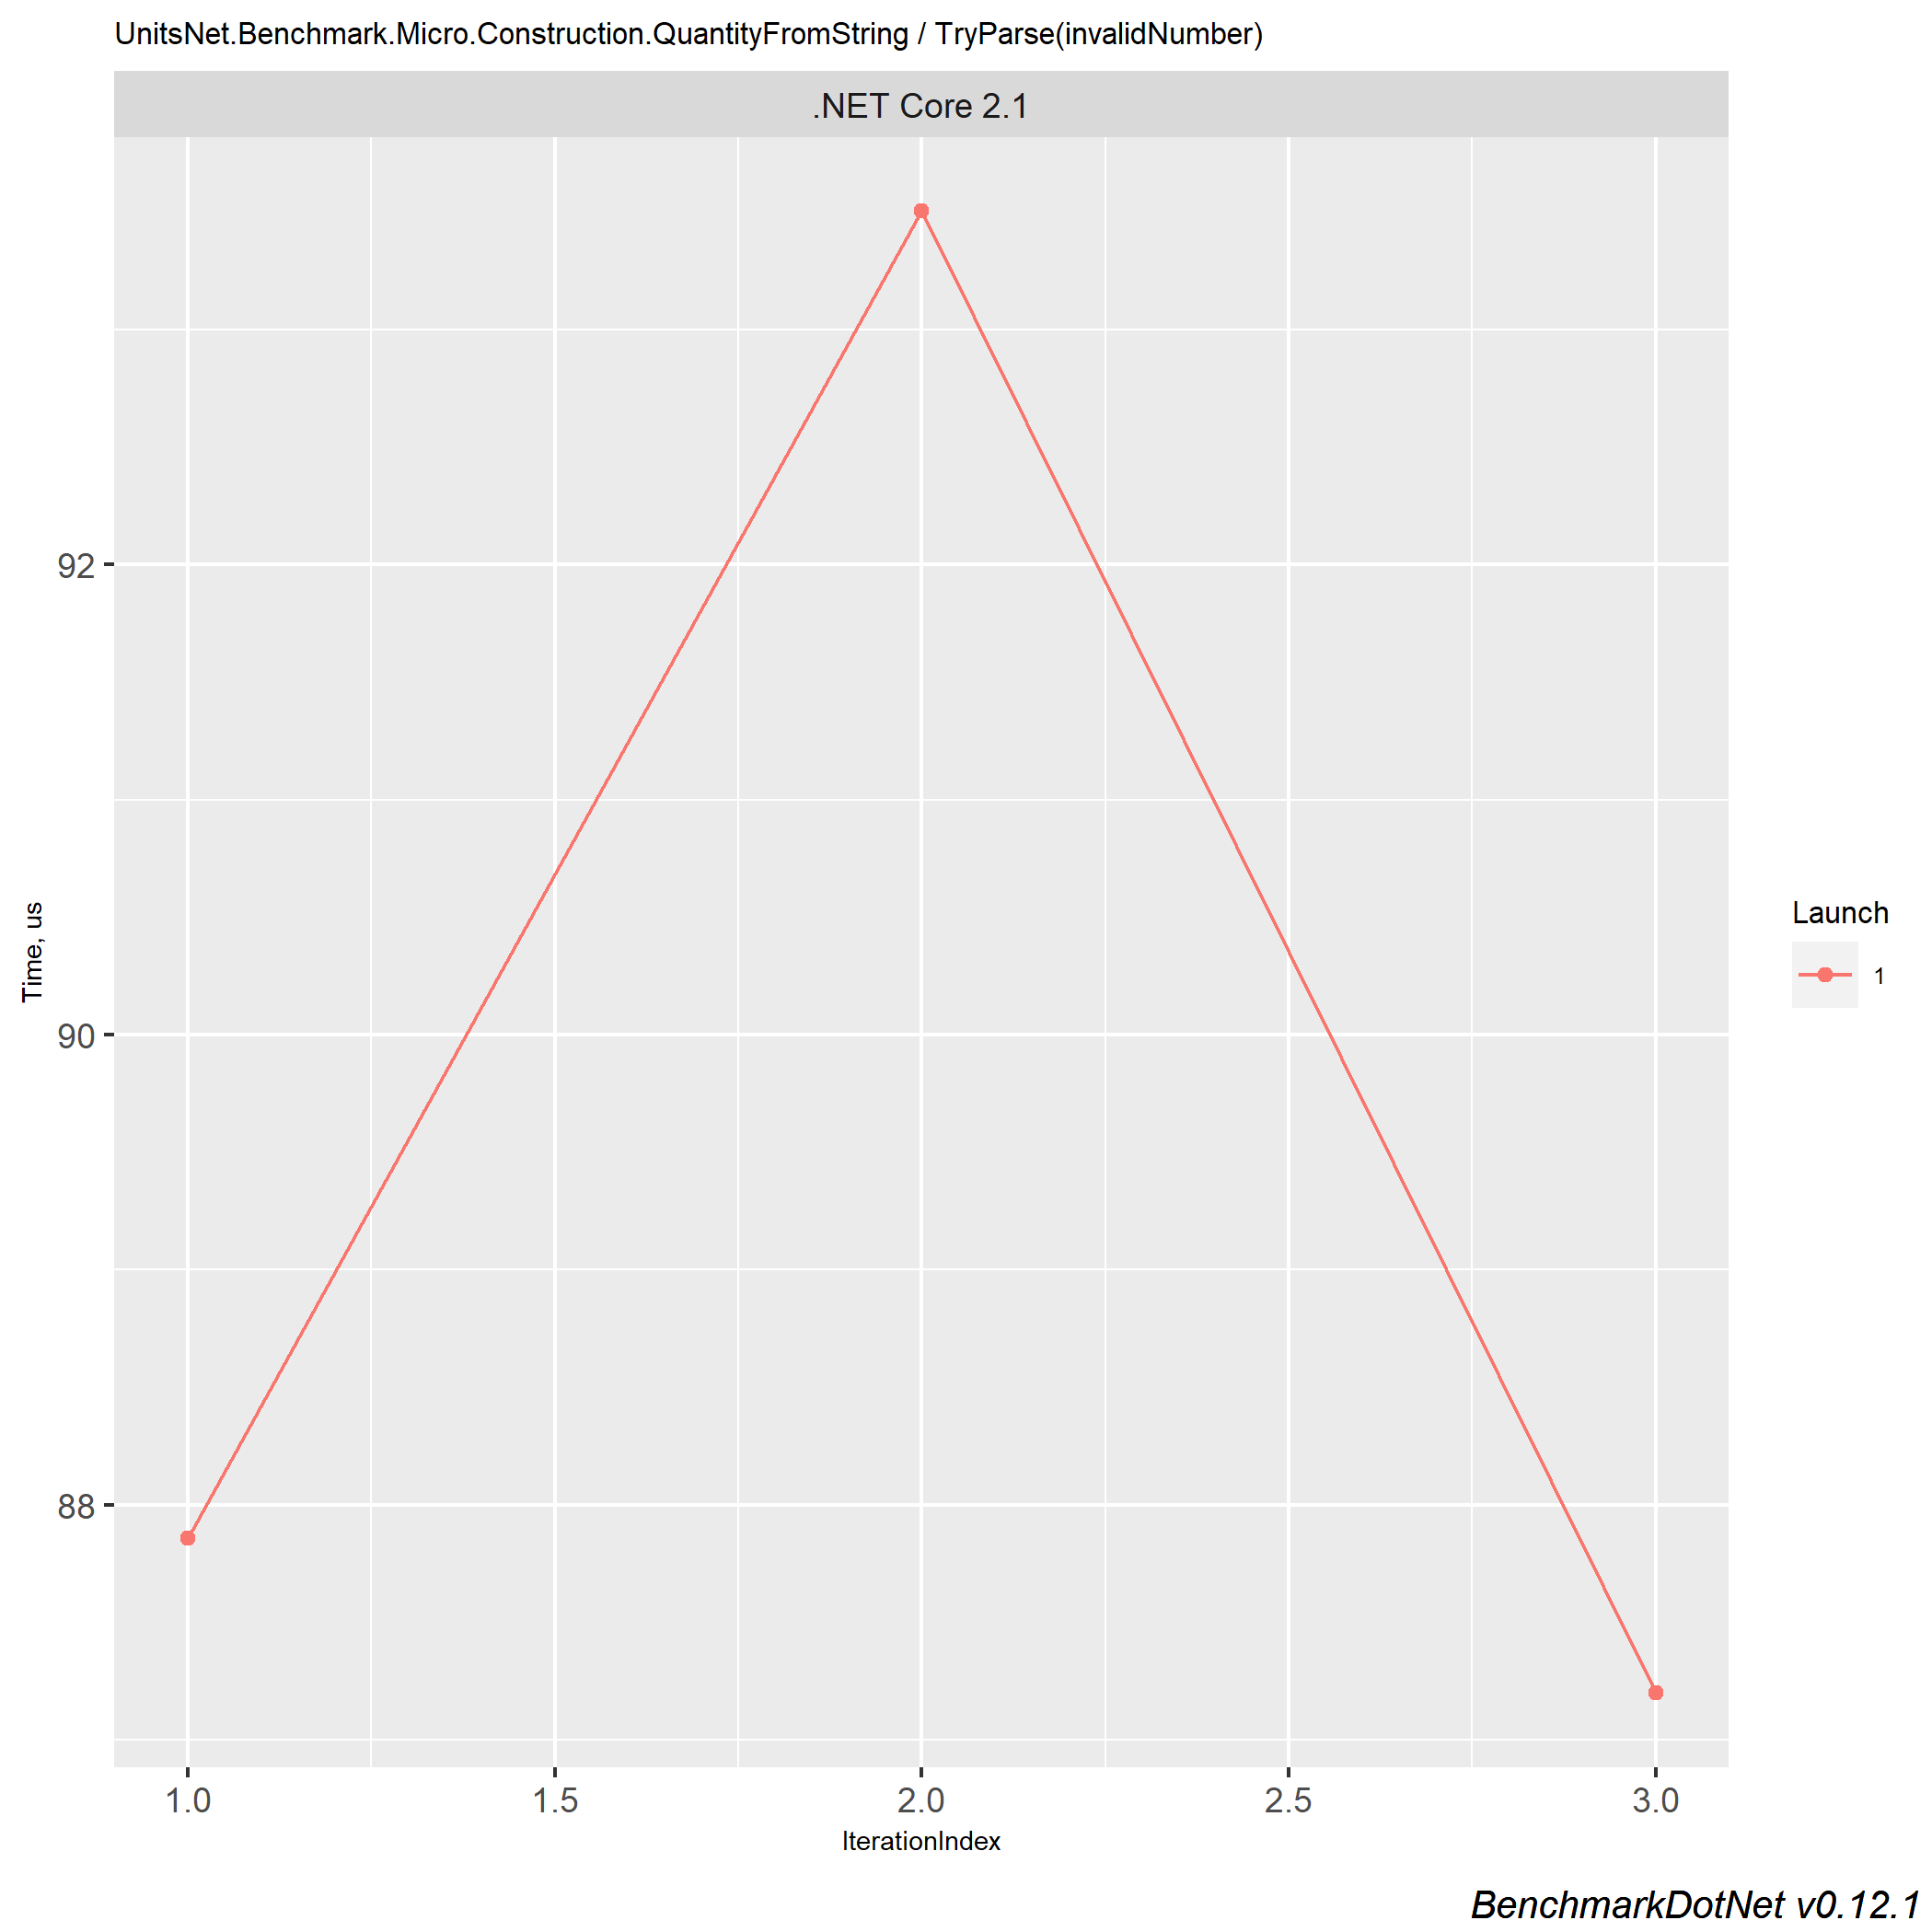 UnitsNet.Benchmark.Micro.Construction.QuantityFromString / TryParse(invalidNumber)
.NET Core 2.1
92
90
88
Time, us
1.0 1.5 2.0 2.5 3.0
IterationIndex
Launch
1
BenchmarkDotNet v0.12.1